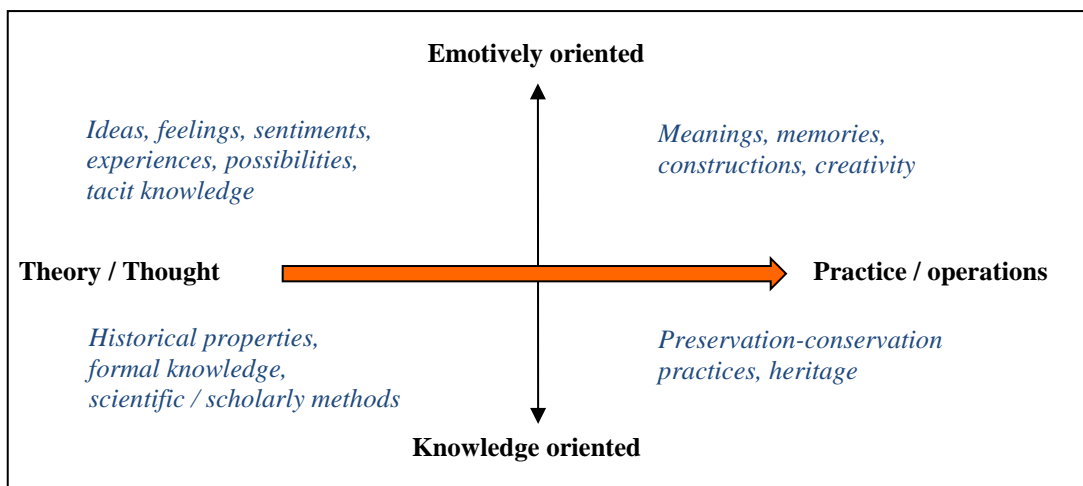 Emotively oriented
Ideas, feelings, sentiments,
experiences, possibilities,
tacit knowledge
Meanings, memories,
constructions, creativity
Theory / Thought
Practice / operations
Historical properties,
formal knowledge,
scientific / scholarly methods
Preservation-conservation
practices, heritage
Knowledge oriented